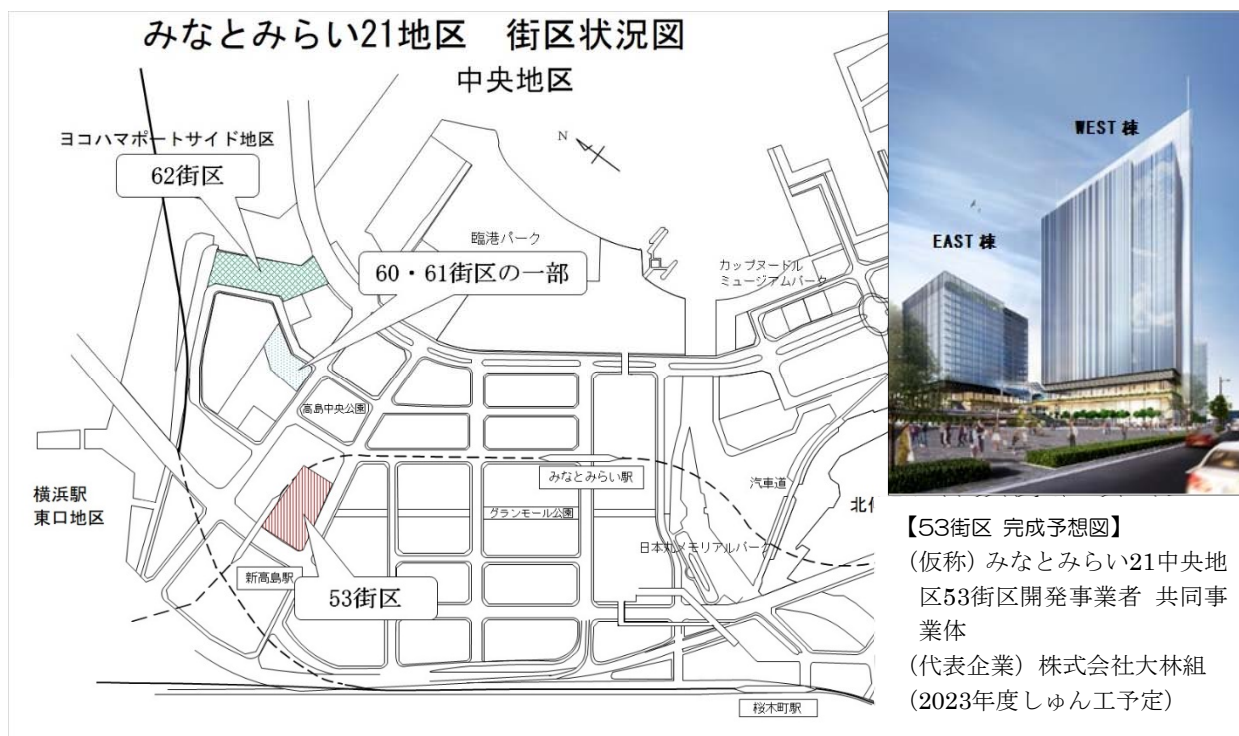 みなとみらい21地区　街区状況図
中央地区
ヨコハマポートサイド地区
62街区
N
臨港パーク
60・61街区の一部
カップヌードル
ミュージアムパーク
高島中央公園
みなとみらい駅
汽車道
横浜駅
東口地区
グランモール公園
日本丸メモリアルパーク
新高島駅
53街区
桜木町駅
WEST 棟
EAST 棟
【53街区 完成予想図】
(仮称) みなとみらい21中央地
区53街区開発事業者 共同事
業体
(代表企業) 株式会社大林組
(2023年度しゅん工予定)